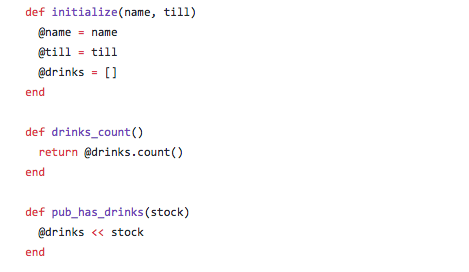 def initialize(name, till)
@name = name
@till = till
@drinks = []
end
def drinks_count()
return @drinks.count()
end
def pub_has_drinks(stock)
@drinks << stock
end